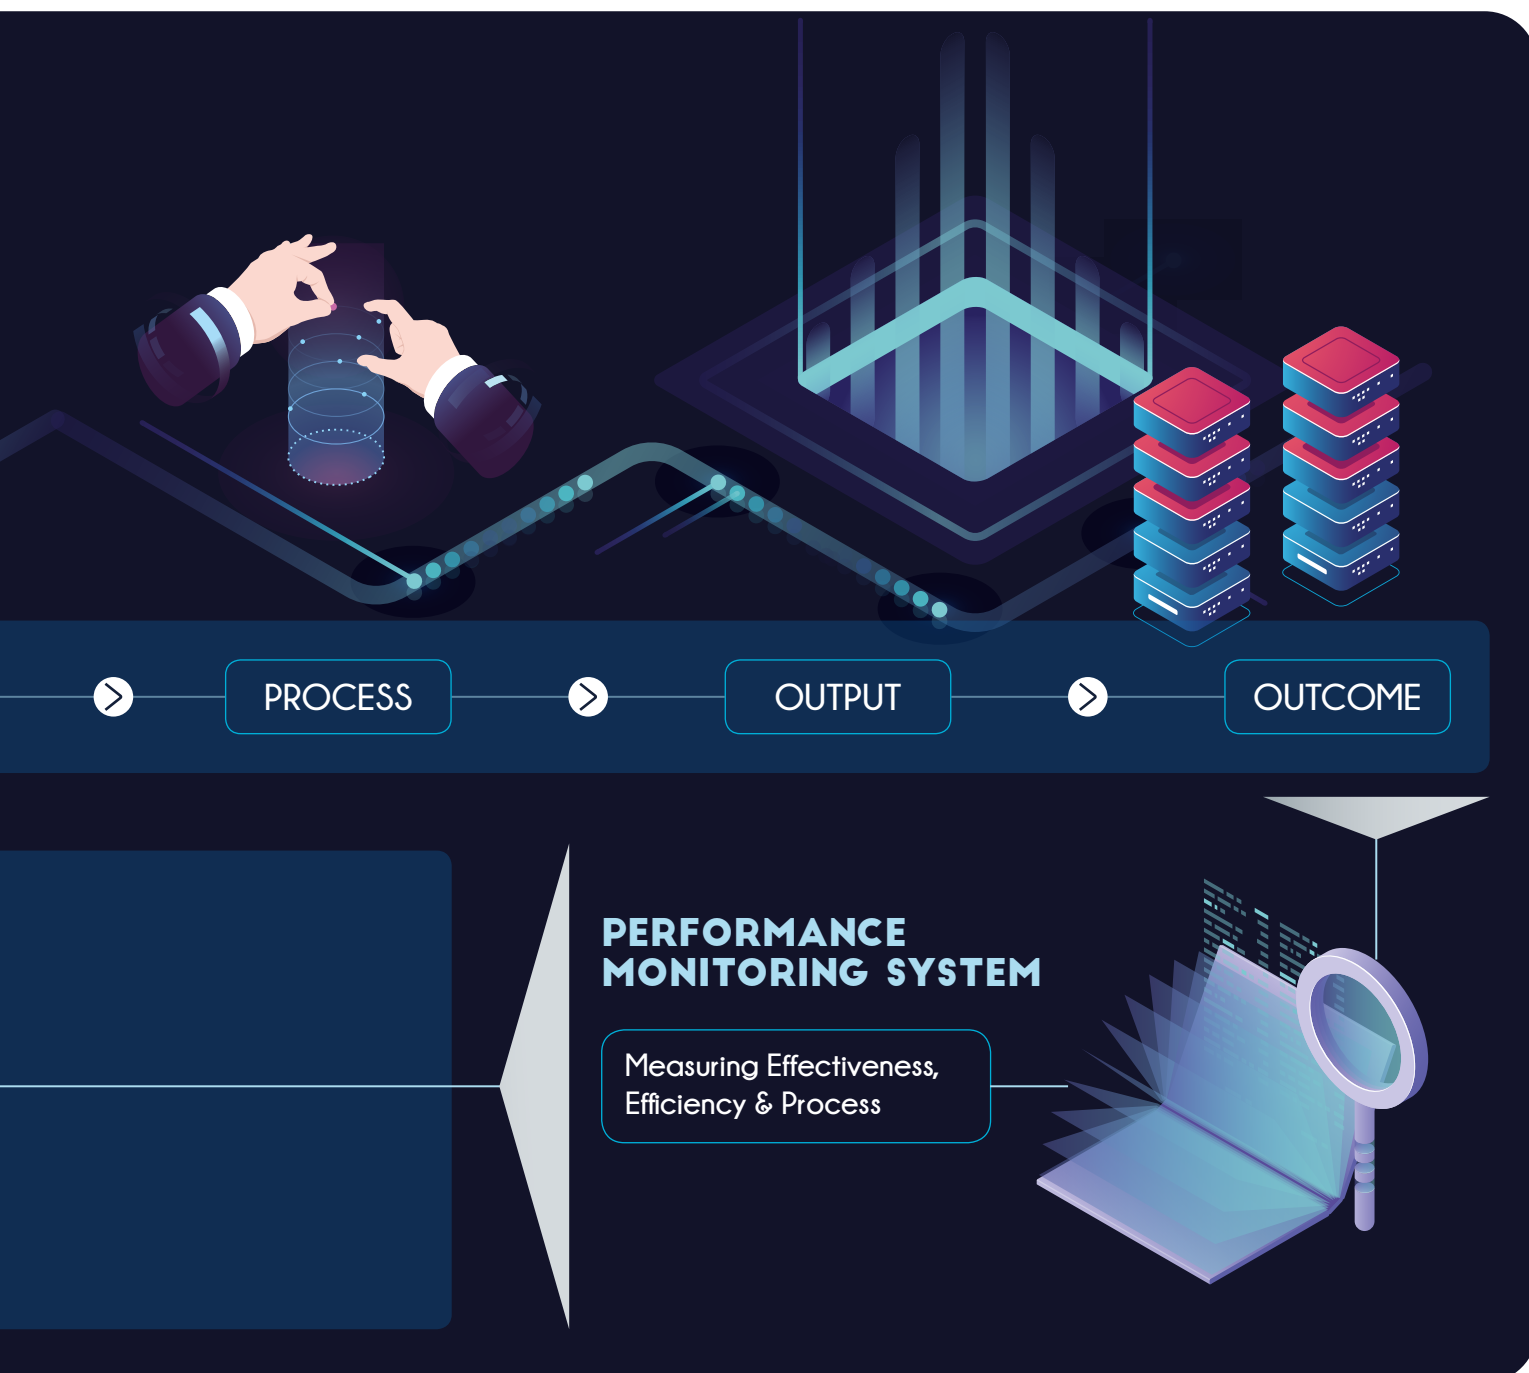 PROCESS
OUTPUT
OUTCOME
PERFORMANCE
MONITORING SYSTEM
Measuring Effectiveness,
Efficiency & Process